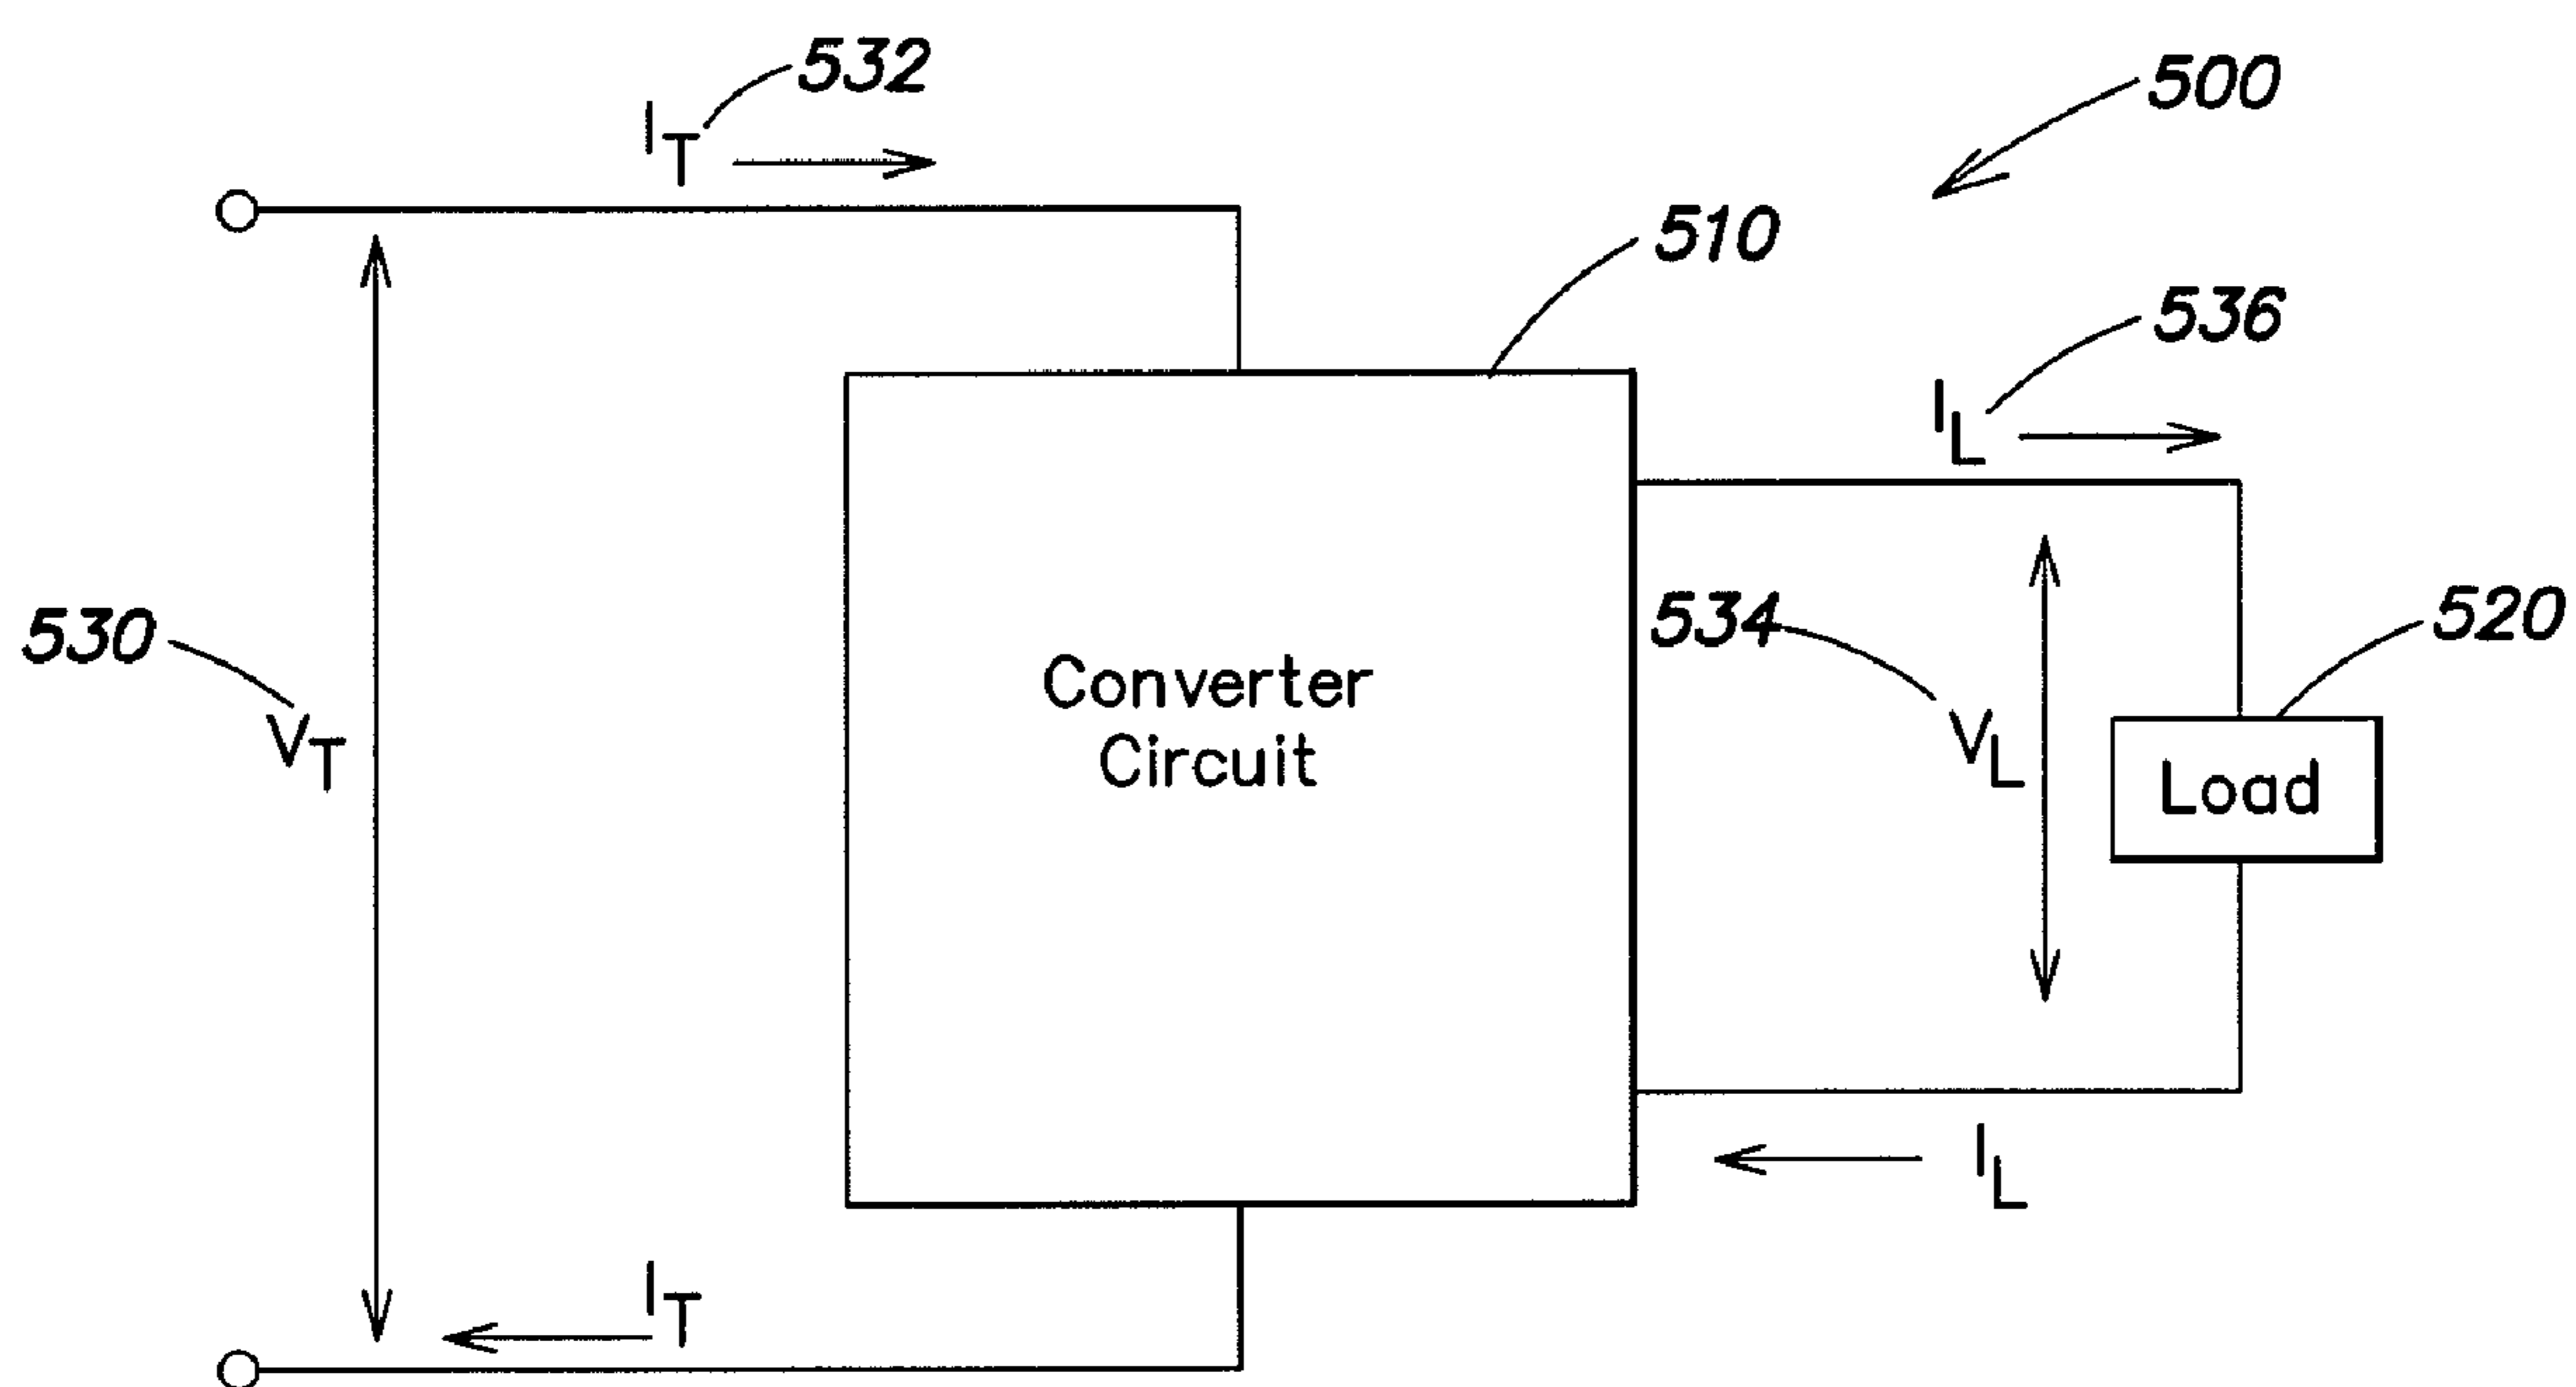 532
500
I_T
510
536
I_L
530
534
520
V_T
Converter
Circuit
V_L
Load
I_L
I_T